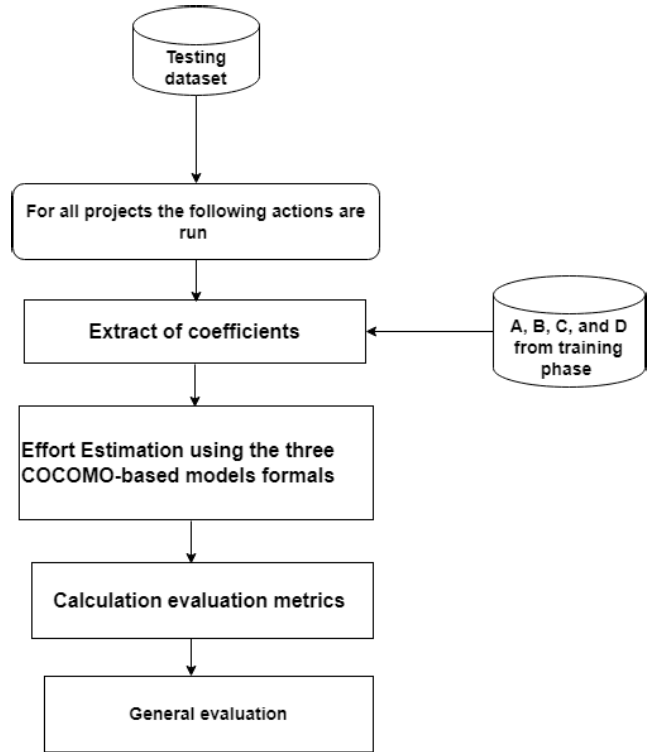 Testing
dataset
For all projects the following actions are
run
Extract of coefficients
A, B, C, and D
from training
phase
Effort Estimation using the three
COCOMO-based models formals
Calculation evaluation metrics
General evaluation